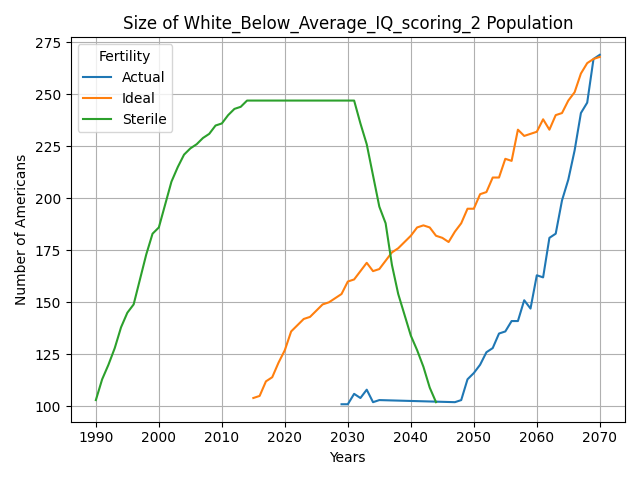 Size of White_Below_Average_IQ_scoring_2 Population
Fertility
Actual
Ideal
Sterile
Number of Americans
275
250
225
200
175
150
125
100
1990 2000 2010 2020 2030 2040 2050 2060 2070
Years